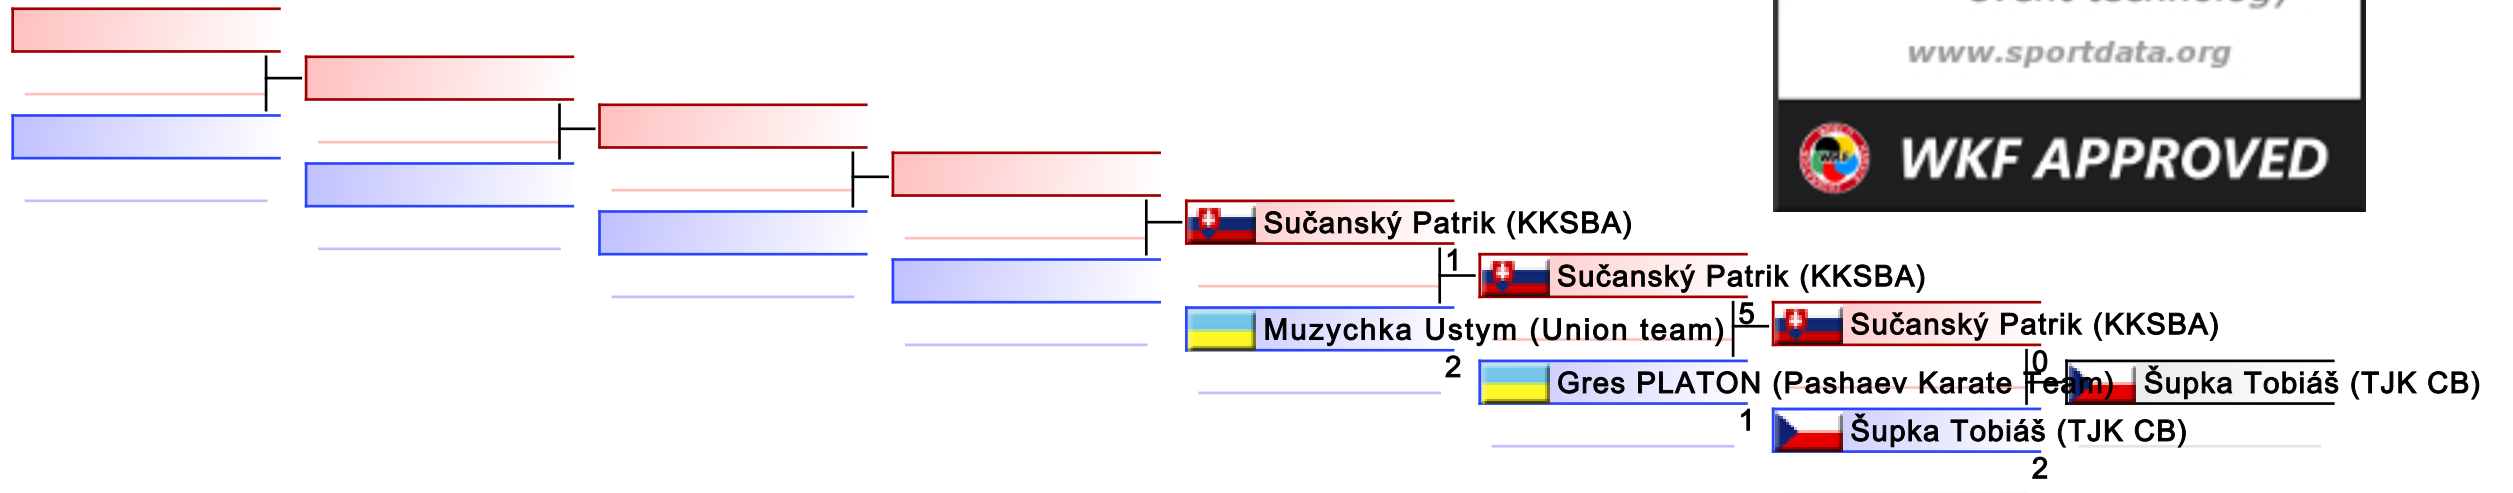 www.sportdata.org
WKF APPROVED
Sučanský Patrik (KKSBA)
1
Sučanský Patrik (KKSBA)
Muzychka Ustym (Union team)
2
5
Sučanský Patrik (KKSBA)
Gres PLATON (Pashaev Karate Team)
1
0
Šupka Tobiáš (TJK CB)
Šupka Tobiáš (TJK CB)
2